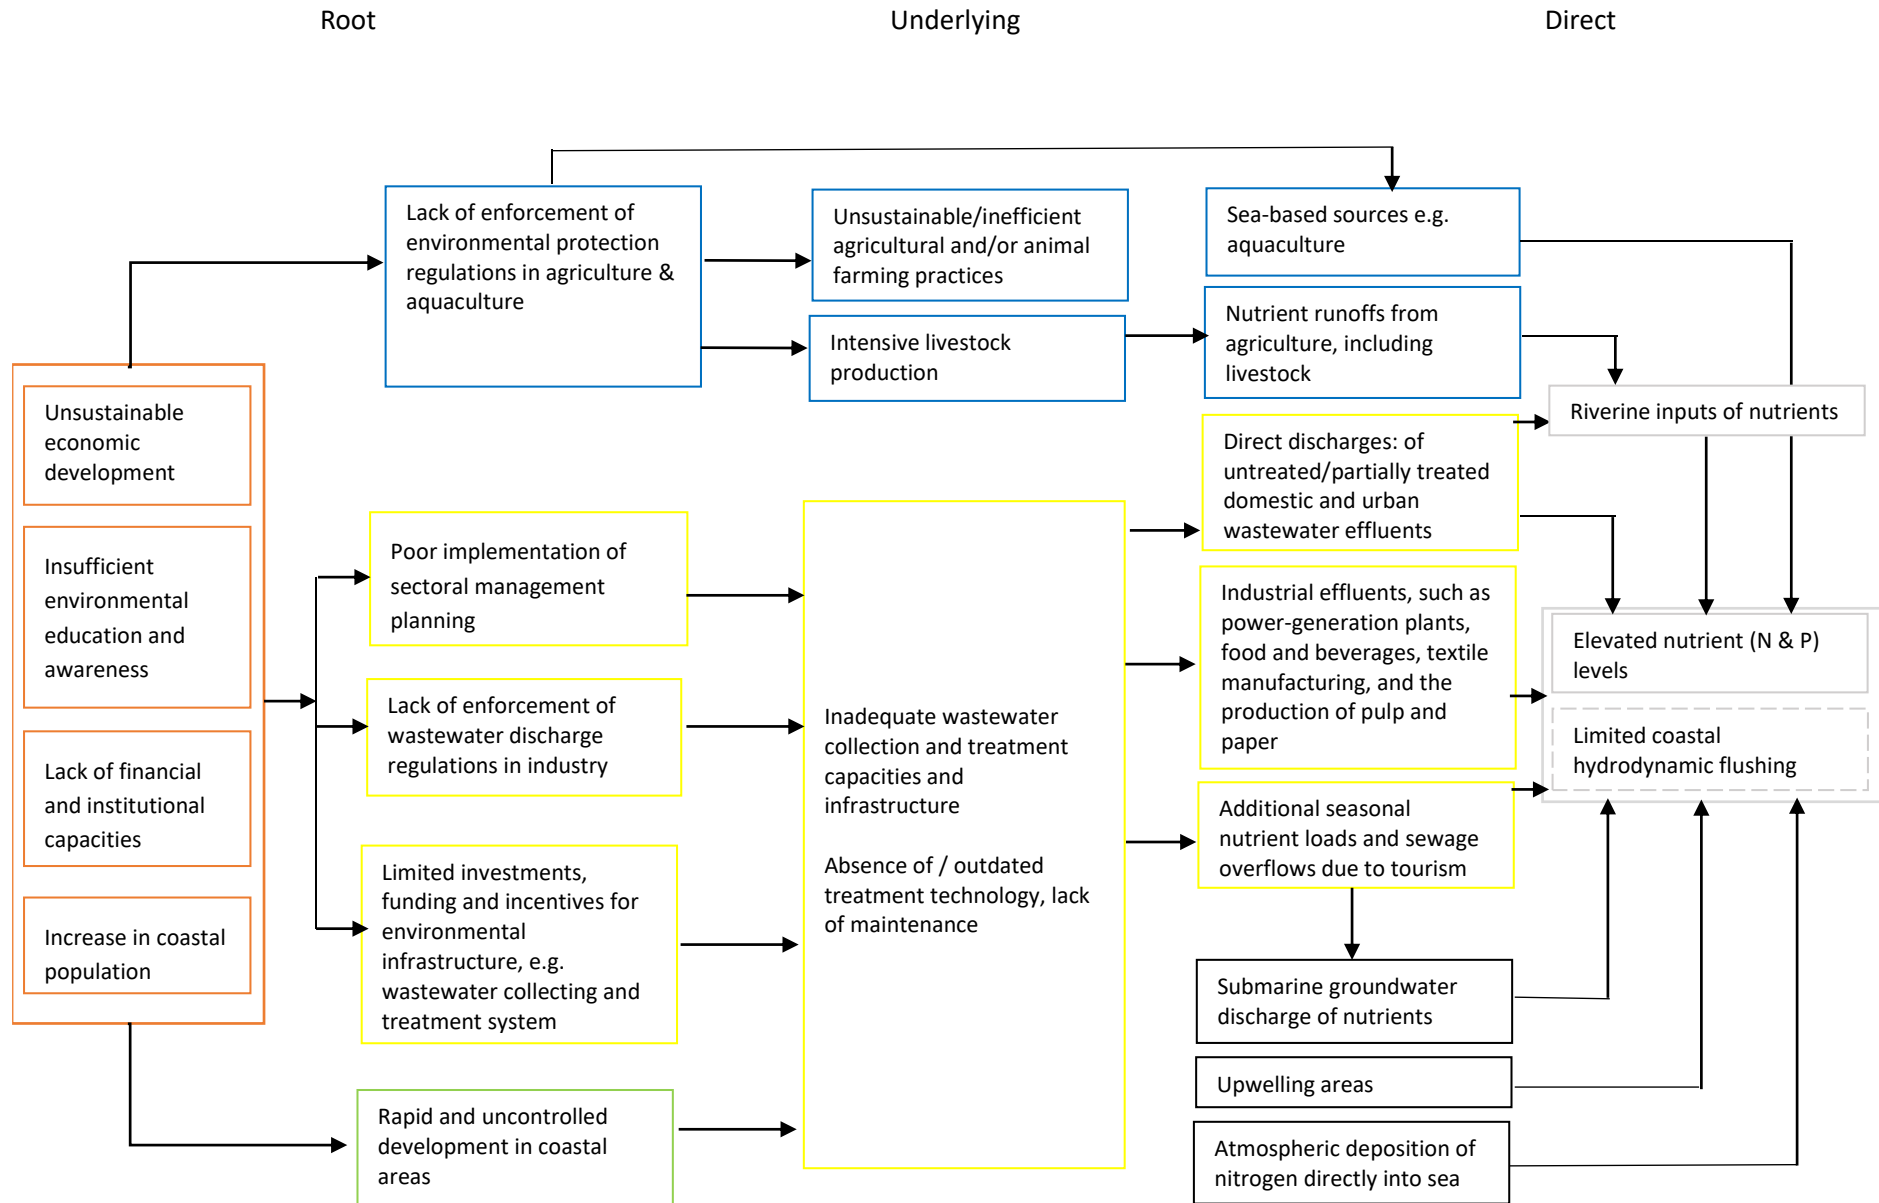 Root
Underlying
Direct
Lack of enforcement of
environmental protection
regulations in agriculture &
aquaculture
Unsustainable/inefficient
agricultural and/or animal
farming practices
Intensive livestock
production
Sea-based sources e.g.
aquaculture
Nutrient runoffs from
agriculture, including
livestock
Riverine inputs of nutrients
Unsustainable
economic
development
Insufficient
environmental
education and
awareness
Lack of financial
and institutional
capacities
Increase in coastal
population
Poor implementation of
sectoral management
planning
Lack of enforcement of
wastewater discharge
regulations in industry
Limited investments,
funding and incentives for
environmental
infrastructure, e.g.
wastewater collecting and
treatment system
Rapid and uncontrolled
development in coastal
areas
Inadequate wastewater
collection and treatment
capacities and
infrastructure
Absence of / outdated
treatment technology, lack
of maintenance
Direct discharges: of
untreated/partially treated
domestic and urban
wastewater effluents
Industrial effluents, such as
power-generation plants,
food and beverages, textile
manufacturing, and the
production of pulp and
paper
Additional seasonal
nutrient loads and sewage
overflows due to tourism
Elevated nutrient (N & P)
levels
Limited coastal
hydrodynamic flushing
Submarine groundwater
discharge of nutrients
Upwelling areas
Atmospheric deposition of
nitrogen directly into sea